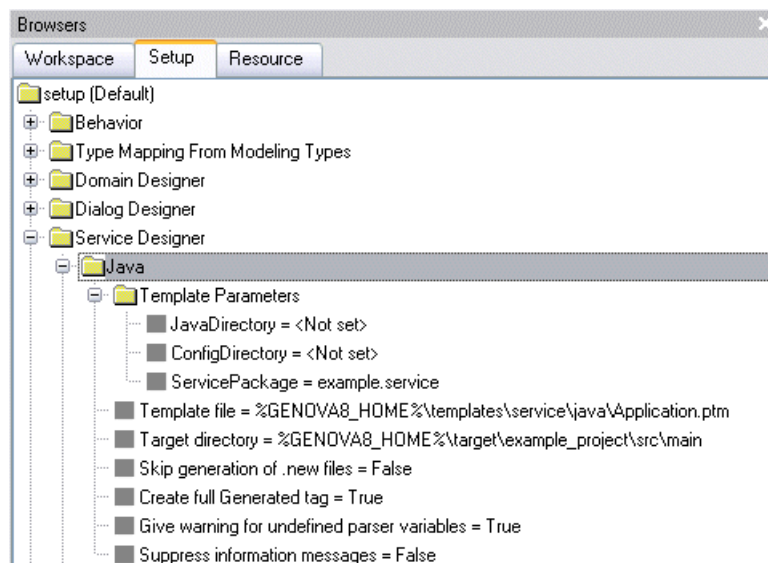 Browsers
Workspace Setup Resource
setup (Default)
Behavior
Type Mapping From Modeling Types
Domain Designer
Dialog Designer
Service Designer
Java
Template Parameters
JavaDirectory = <Not set>
ConfigDirectory = <Not set>
ServicePackage = example.service
Template file = %GENOVA8_HOME%\templates\service\java\Application.ptm
Target directory = %GENOVA8_HOME%\target\example_project\src\main
Skip generation of .new files = False
Create full Generated tag = True
Give warning for undefined parser variables = True
Suppress information messages = False